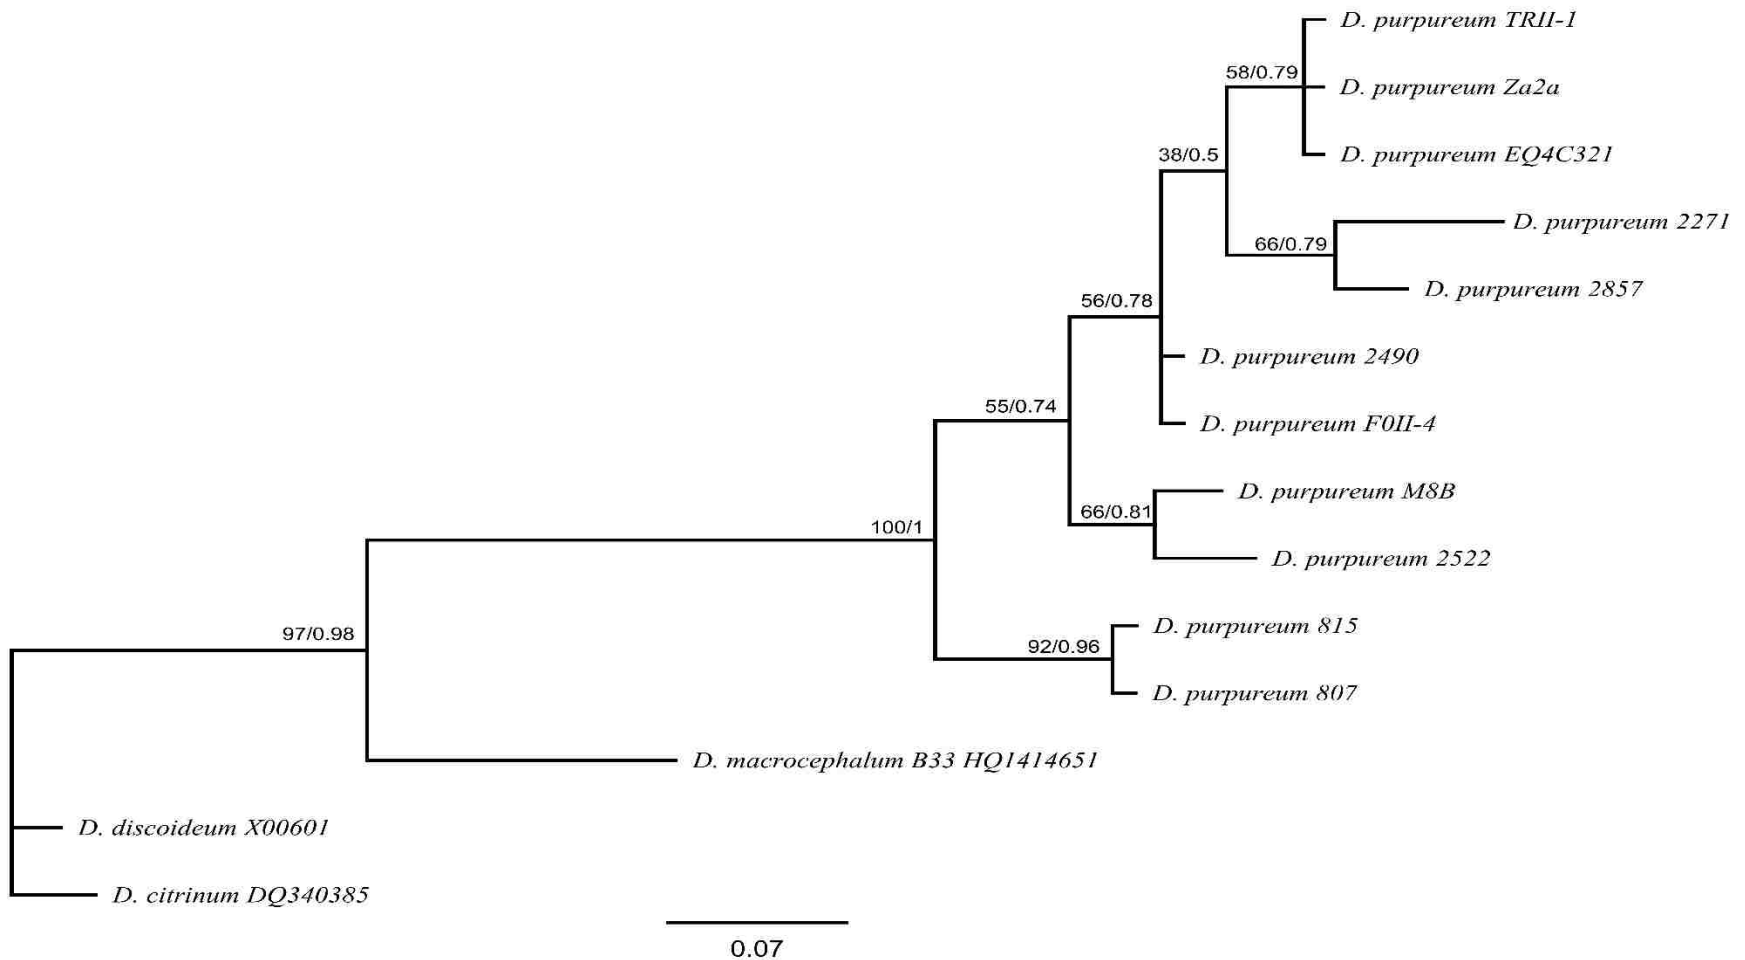 D. purpureum TRII-1
58/0.79
D. purpureum Za2a
38/0.5
D. purpureum EQ4C321
D. purpureum 2271
66/0.79
D. purpureum 2857
56/0.78
D. purpureum 2490
55/0.74
D. purpureum F0II-4
D. purpureum M8B
66/0.81
100/1
D. purpureum 2522
D. purpureum 815
97/0.98
92/0.96
D. purpureum 807
D. macrocephalum B33 HQ1414651
D. discoideum X00601
D. citrinum DQ340385
0.07